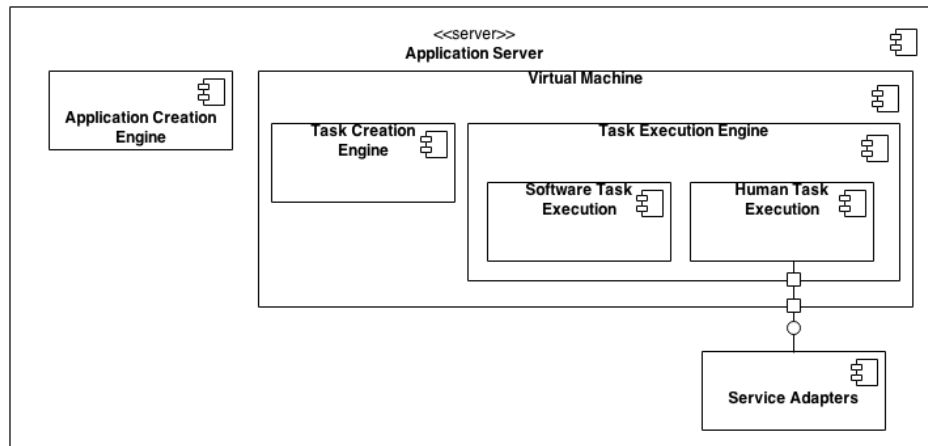 <<server>>
Application Server
Application Creation
Engine
Virtual Machine
Task Creation
Engine
Task Execution Engine
Software Task
Execution
Human Task
Execution
Service Adapters